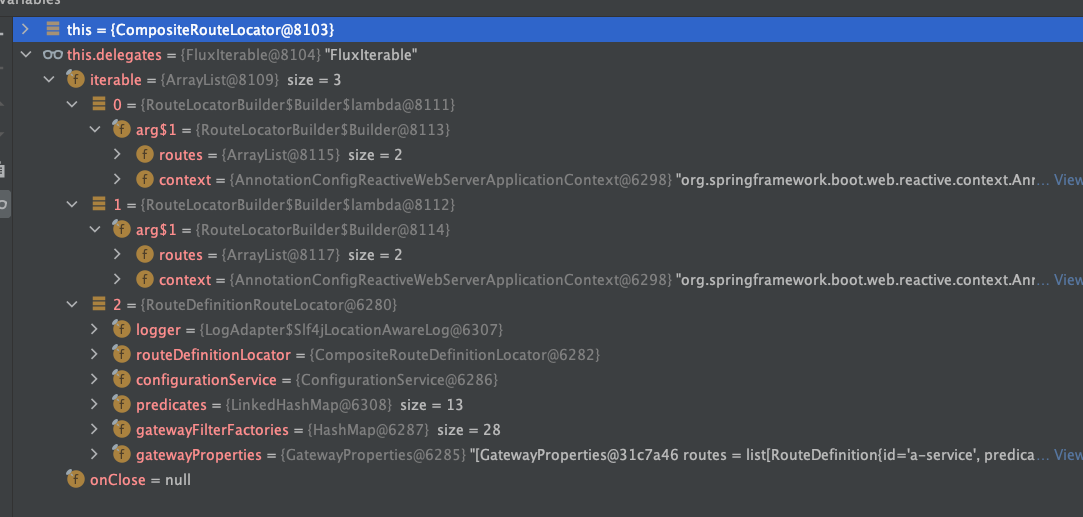 Variables
this = {CompositeRouteLocator@8103}
this.delegates = {FluxIterable@8104} "FluxIterable"
f iterable = {ArrayList@8109} size = 3
0 = {RouteLocatorBuilder$Builder$lambda@8111}
f arg$1 = {RouteLocatorBuilder$Builder@8113}
f routes = {ArrayList@8115} size = 2
f context = {AnnotationConfigReactiveWebServerApplicationContext@6298} "org.springframework.boot.web.reactive.context.Anr… View
1 = {RouteLocatorBuilder$Builder$lambda@8112}
f arg$1 = {RouteLocatorBuilder$Builder@8114}
f routes = {ArrayList@8117} size = 2
f context = {AnnotationConfigReactiveWebServerApplicationContext@6298} "org.springframework.boot.web.reactive.context.Anr… View
2 = {RouteDefinitionRouteLocator@6280}
f logger = {LogAdapter$Slf4jLocationAwareLog@6307}
f routeDefinitionLocator = {CompositeRouteDefinitionLocator@6282}
f configurationService = {ConfigurationService@6286}
f predicates = {LinkedHashMap@6308} size = 13
f gatewayFilterFactories = {HashMap@6287} size = 28
f gatewayProperties = {GatewayProperties@6285} "[GatewayProperties@31c7a46 routes = list[RouteDefinition{id='a-service', predica… View
f onClose = null